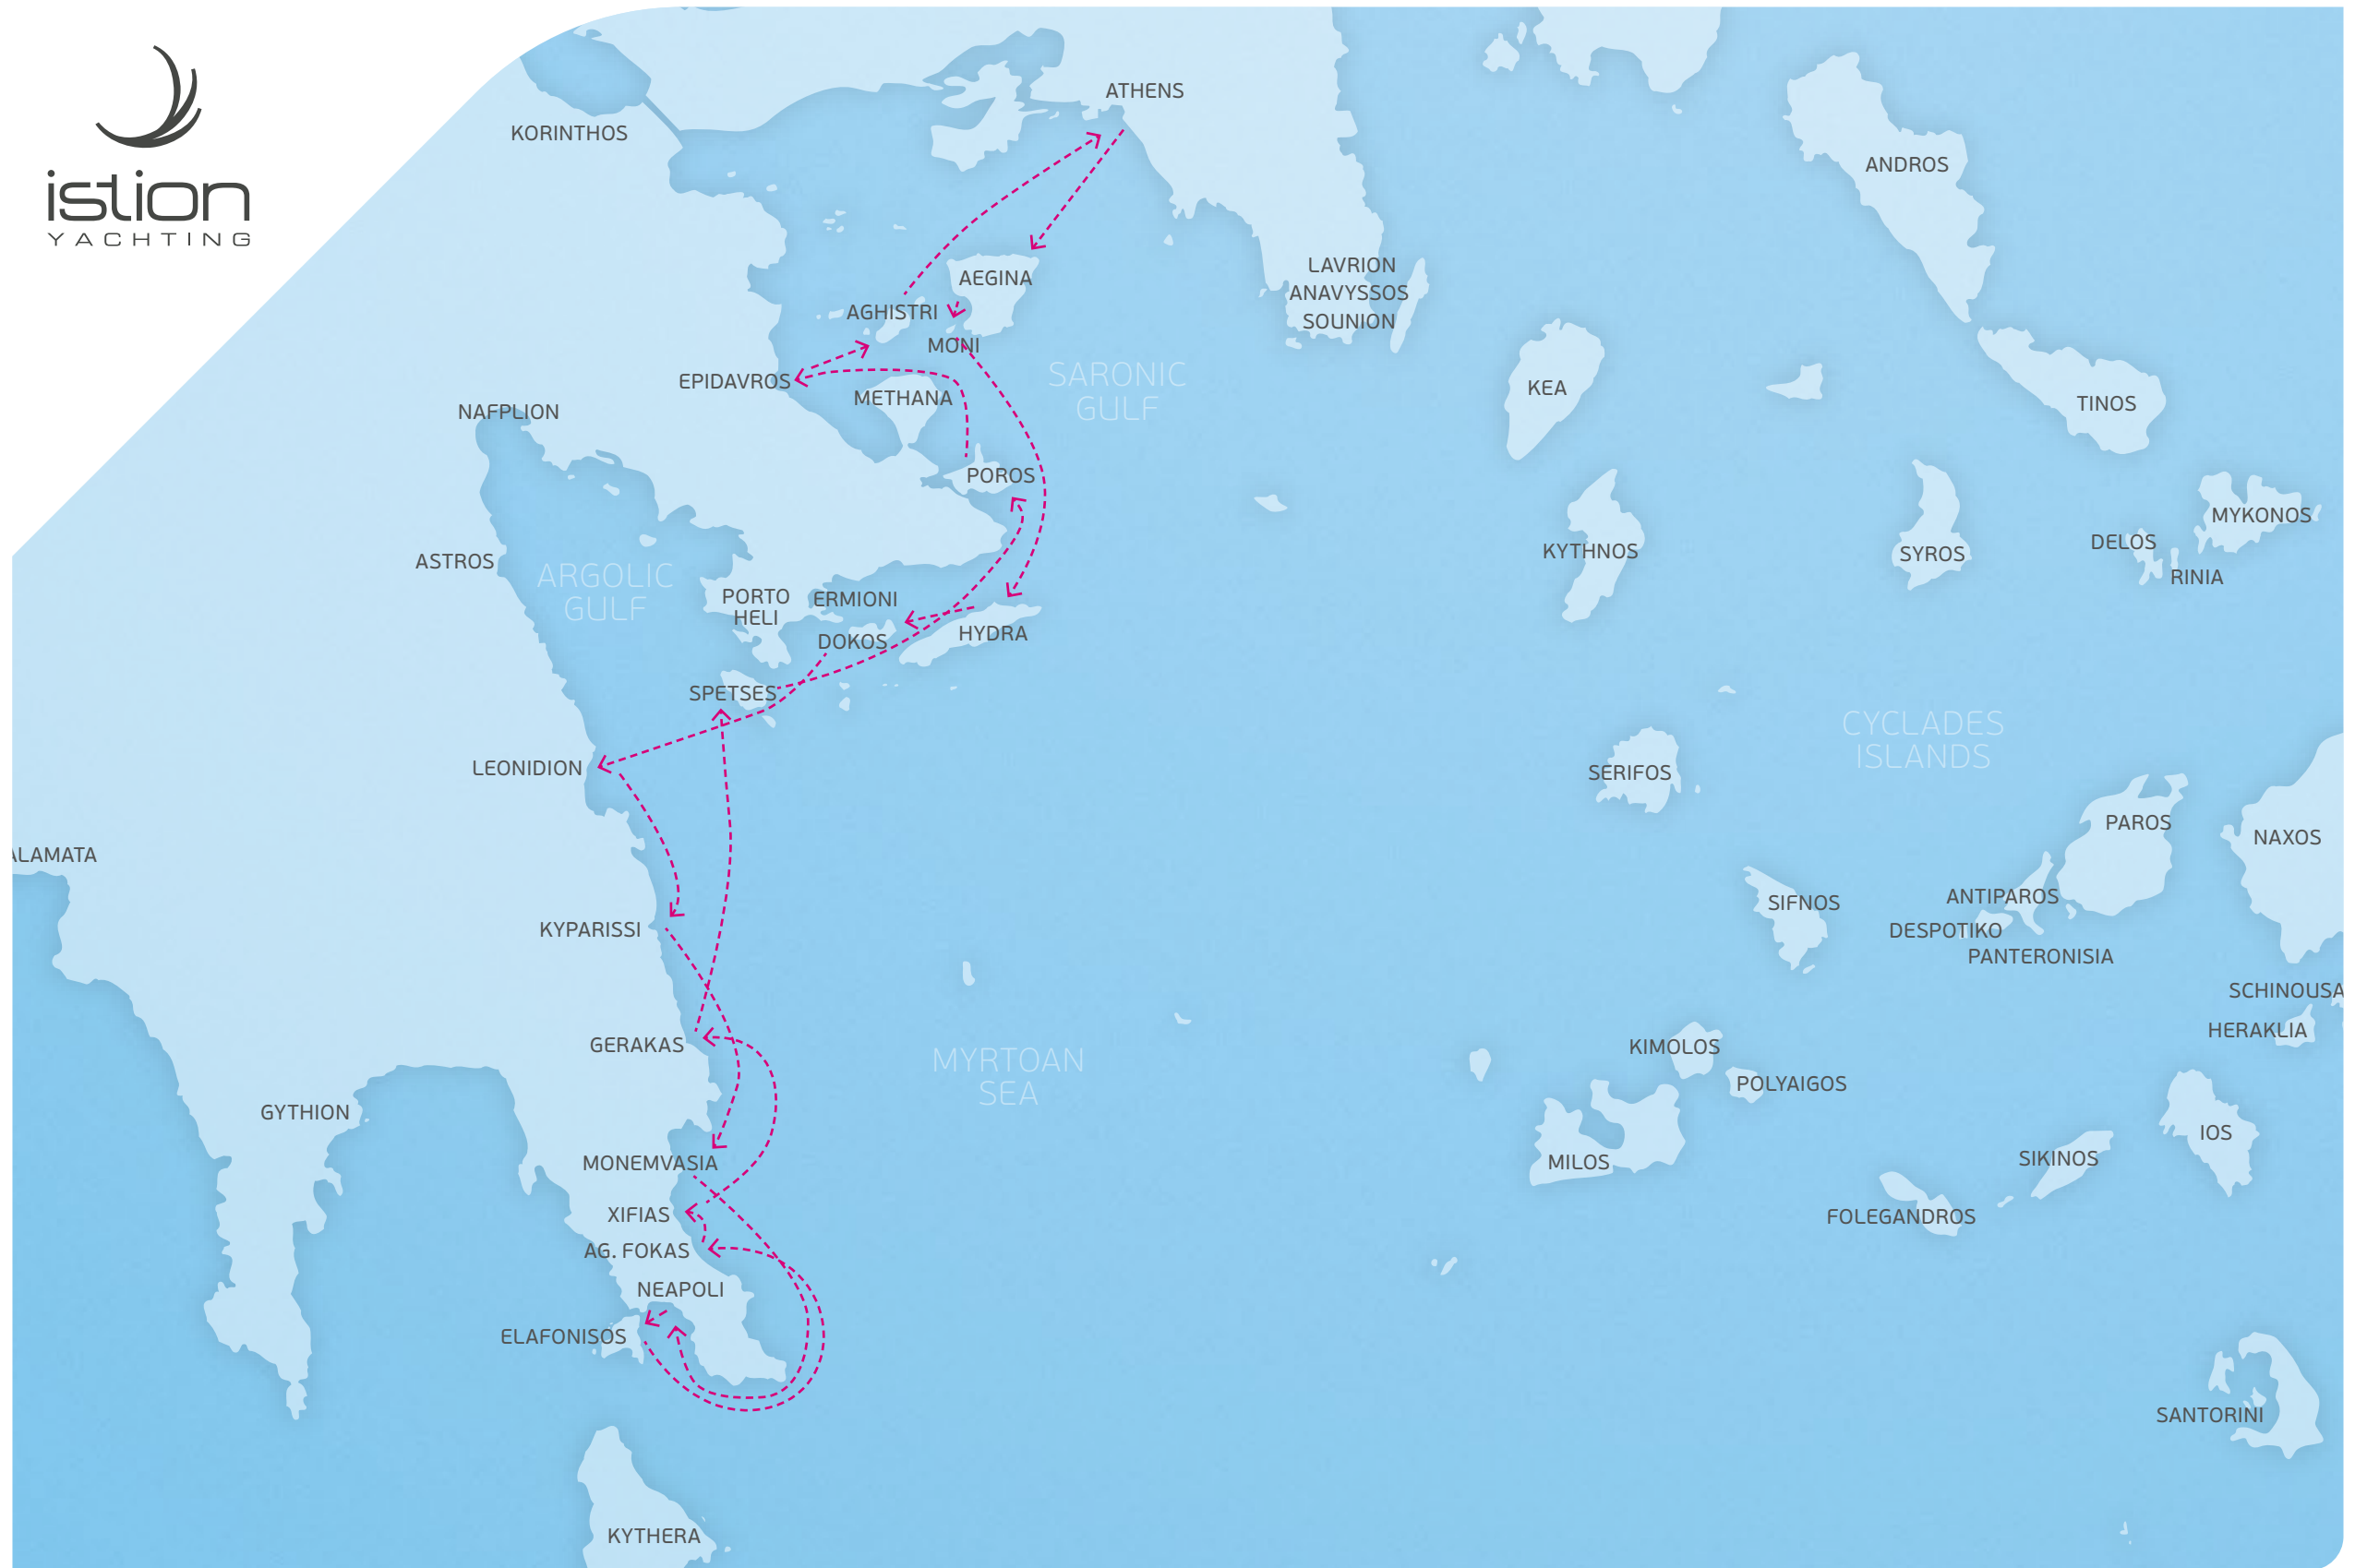 istion
YACHTING
ATHENS
KORINTHOS
ANDROS
LAVRION
ANAVYSSOS
SOUNION
AEGINA
AGHISTRI
MONI
EPIDAVROS
METHANA
SARONIC
GULF
KEA
TINOS
NAFPLION
POROS
MYKONOS
DELOS
RINIA
SYROS
KYTHNOS
ASTROS
ARGOLIC
GULF
PORTO
HELI
ERMIONI
DOKOS
HYDRA
SPETSES
CYCLADES
ISLANDS
LEONIDION
SERIFOS
PAROS
NAXOS
ALAMATA
SIFNOS
ANTIPAROS
DESPOTIKO
PANTERONISIA
KYPARISSI
SCHINOUSA
HERAKLIA
GERAKAS
MYRTOAN
SEA
KIMOLOS
POLYAIGOS
GYTHION
IOS
MONEMVASIA
MILOS
SIKINOS
XIFIAS
FOLEGANDROS
AG. FOKAS
NEAPOLI
ELAFONISOS
SANTORINI
KYTHERA